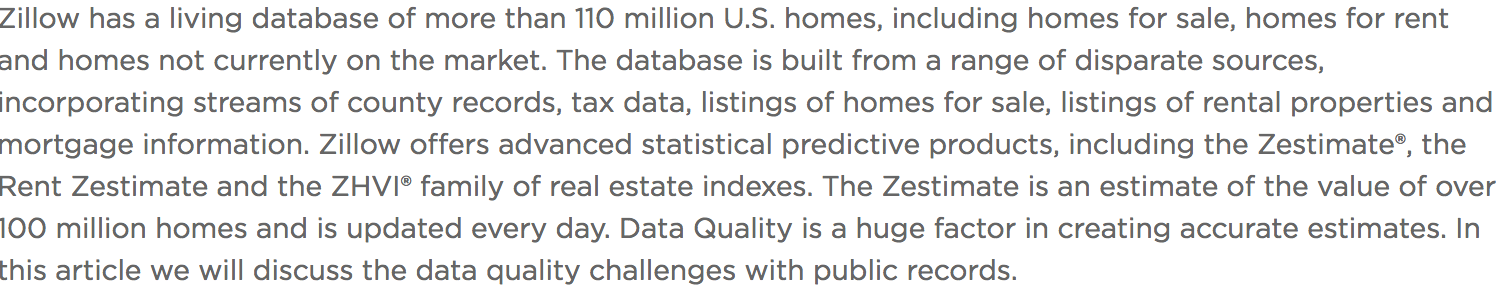 Zillow has a living database of more than 110 million U.S. homes, including homes for sale, homes for rent
and homes not currently on the market. The database is built from a range of disparate sources,
incorporating streams of county records, tax data, listings of homes for sale, listings of rental properties and
mortgage information. Zillow offers advanced statistical predictive products, including the Zestimate®, the
Rent Zestimate and the ZHVI® family of real estate indexes. The Zestimate is an estimate of the value of over
100 million homes and is updated every day. Data Quality is a huge factor in creating accurate estimates. In
this article we will discuss the data quality challenges with public records.